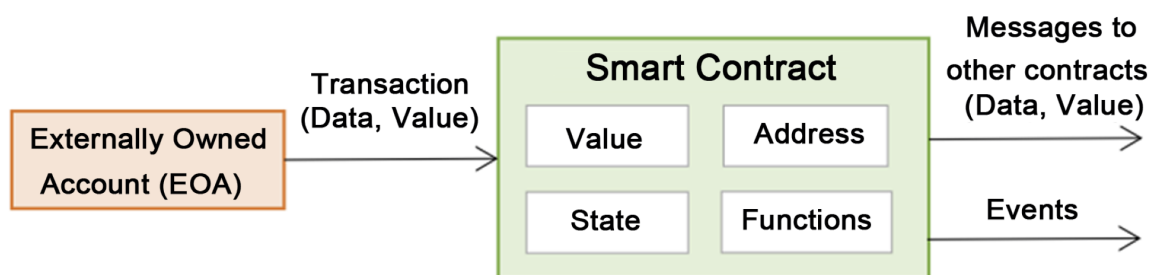 Externally Owned
Account (EOA)
Transaction
(Data, Value)
Smart Contract
Value
Address
State
Functions
Messages to
other contracts
(Data, Value)
Events